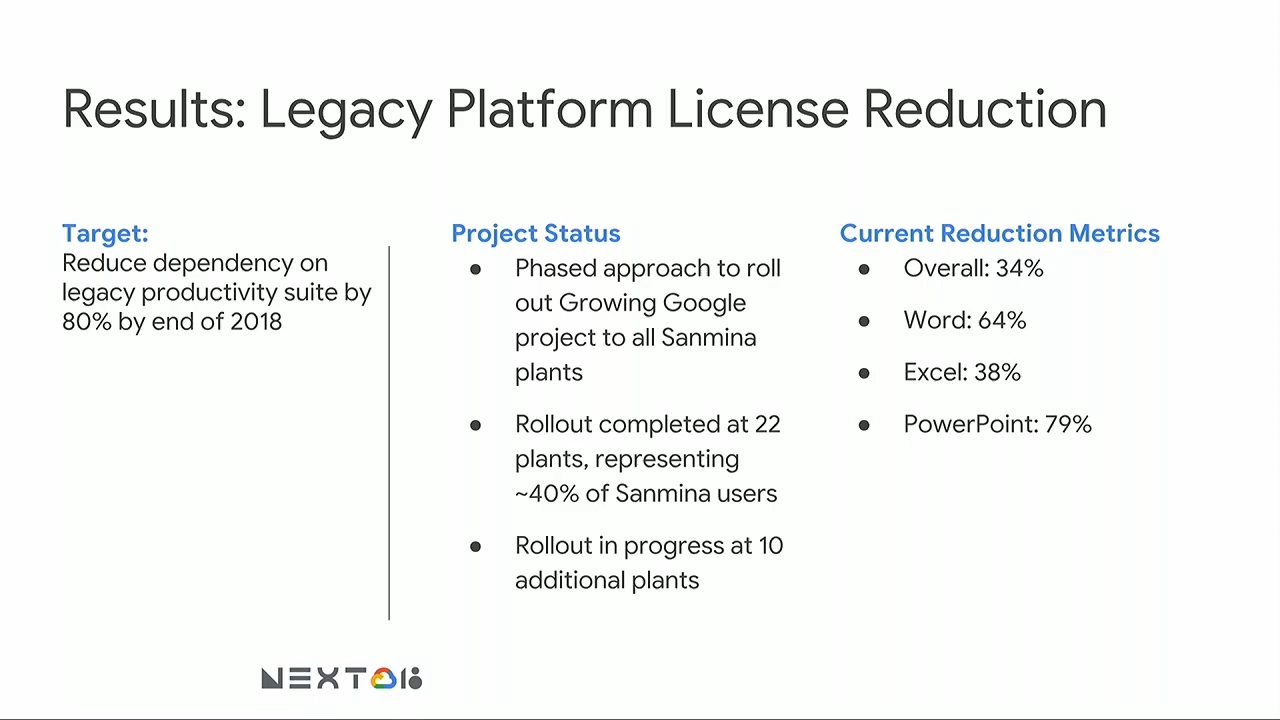 Results: Legacy Platform License Reduction
Target:
Reduce dependency on
legacy productivity suite by
80% by end of 2018
Project Status
● Phased approach to roll
out Growing Google
project to all Sanmina
plants
● Rollout completed at 22
plants, representing
~40% of Sanmina users
● Rollout in progress at 10
additional plants
Current Reduction Metrics
● Overall: 34%
● Word: 64%
● Excel: 38%
● PowerPoint: 79%
NEXT 18